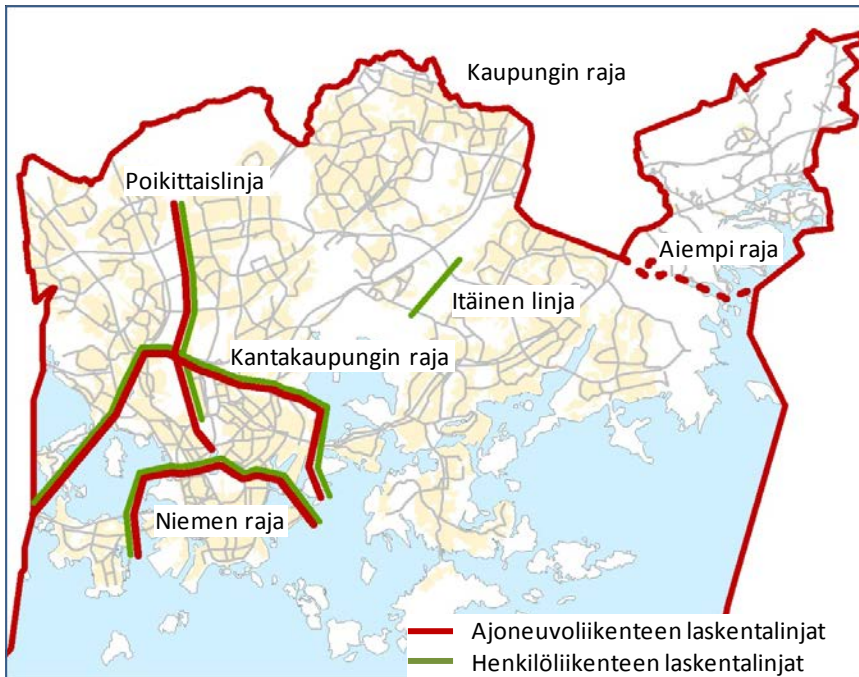 Kaupungin raja
Poikittaislinja
Aiempi raja
Itäinen linja
Kantakaupungin raja
Niemen raja
Ajoneuvoliikenteen laskentalinjat
Henkilöliikenteen laskentalinjat